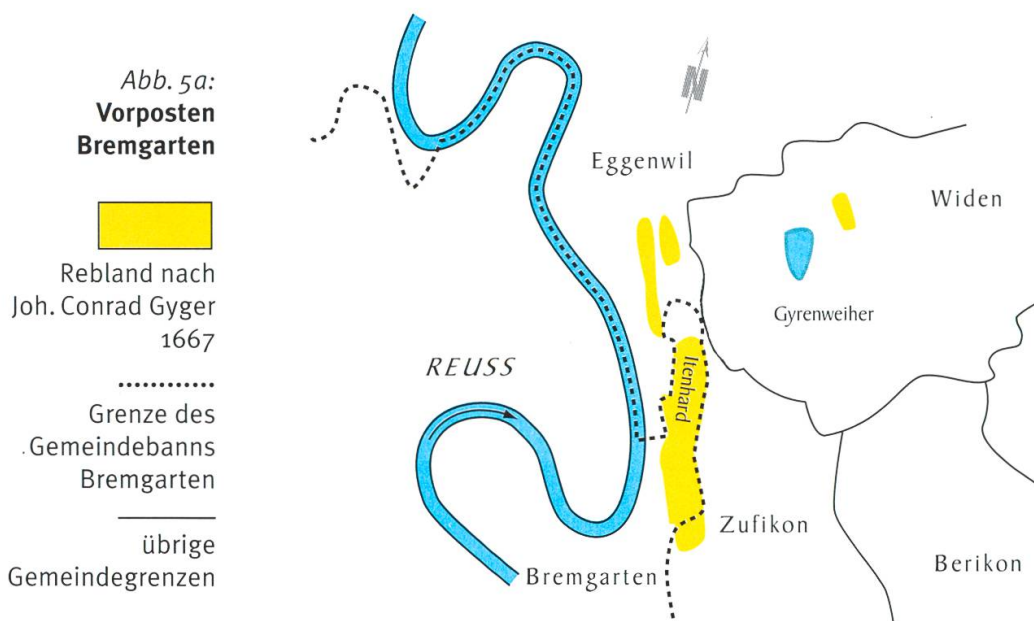 Abb. 5a:
Vorposten
Bremgarten
Rebland nach
Joh. Conrad Gyger
1667
Grenze des
Gemeindebanns
Bremgarten
übrige
Gemeindegrenzen
N
Eggenwil
Widen
Gyrenweiher
REUSS
Itenhard
Zufikon
Bremgarten
Berikon